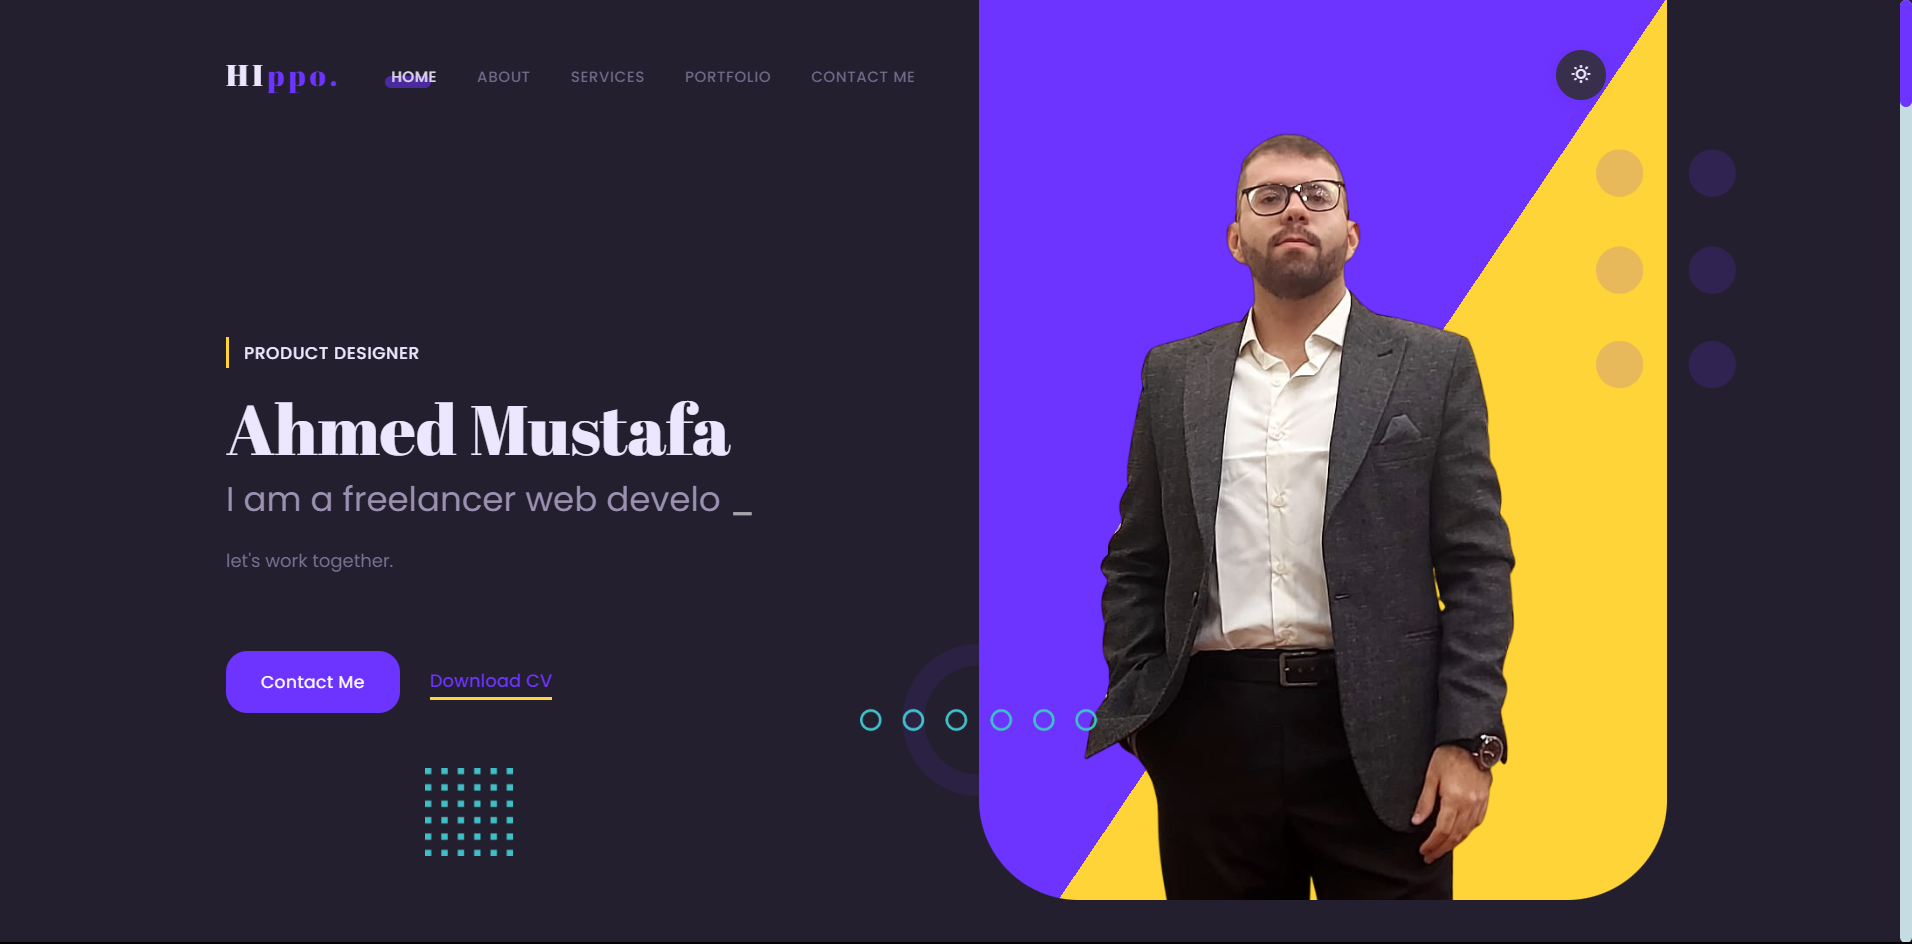 HIppo.
HOME ABOUT SERVICES PORTFOLIO CONTACT ME
PRODUCT DESIGNER
Ahmed Mustafa
I am a freelancer web develo _
let's work together.
Contact Me Download CV